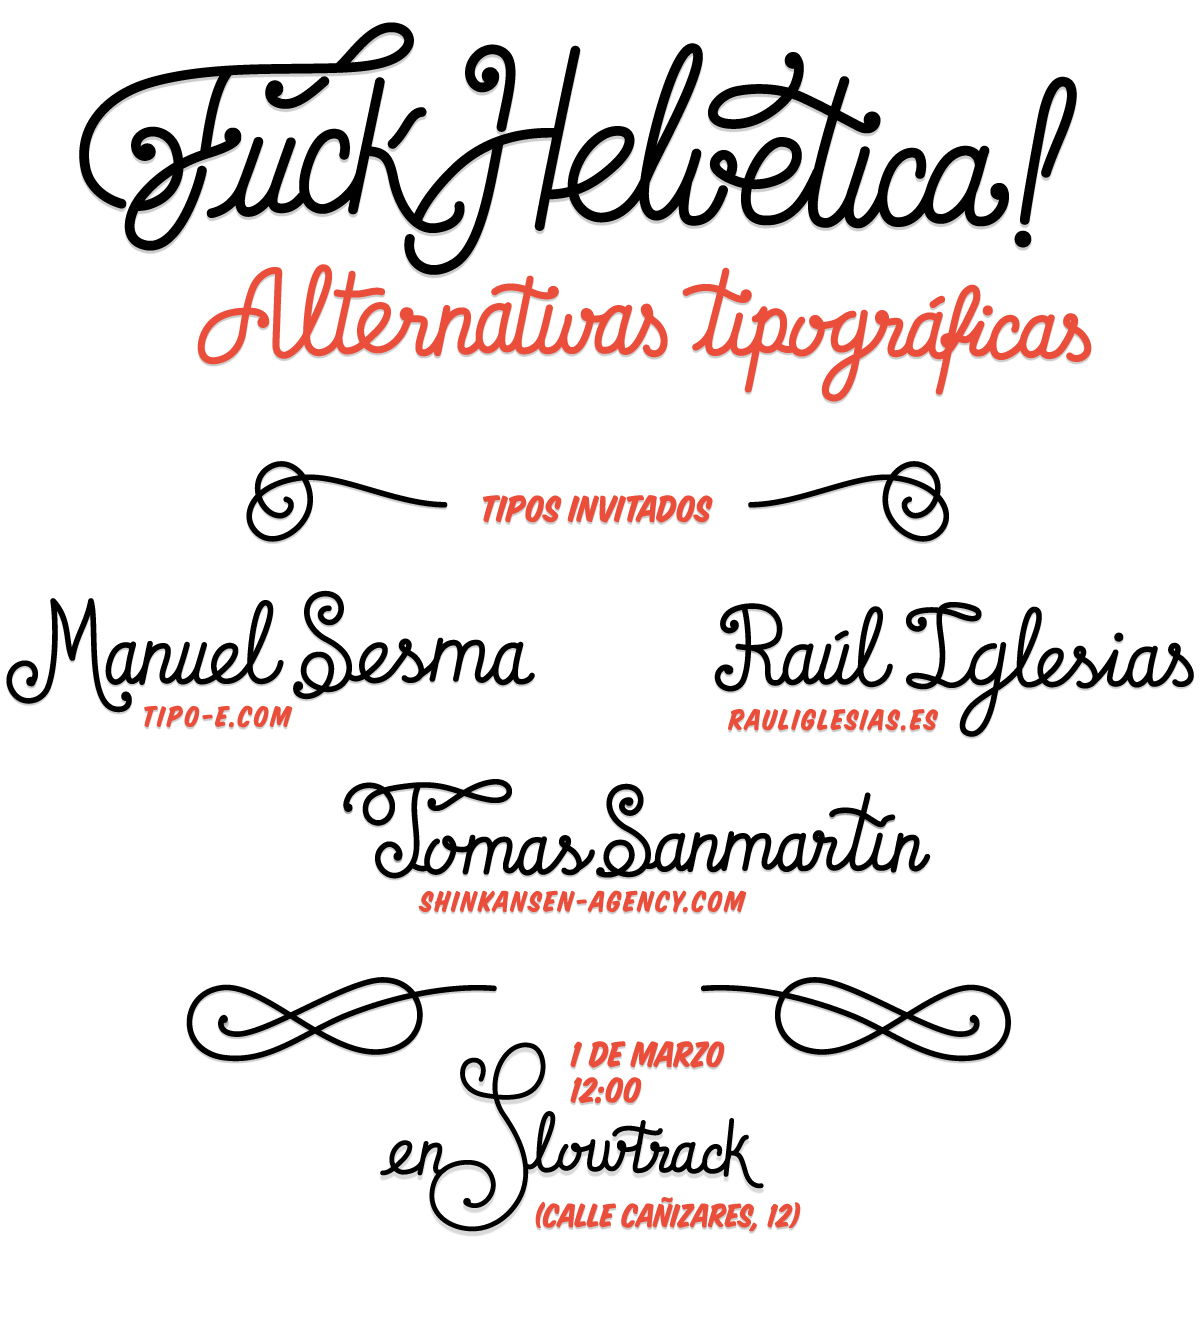 Fuck Helvetica!
Alternativas tipográficas
TIPOS INVITADOS
Manuel Sesma
TIPO-E.COM
Raúl Iglesias
RAULIGLESIAS.ES
Tomas Sanmartín
SHINKANSEN-AGENCY.COM
1 DE MARZO
12:00
en Slowtrack
(CALLE CAÑIZARES, 12)